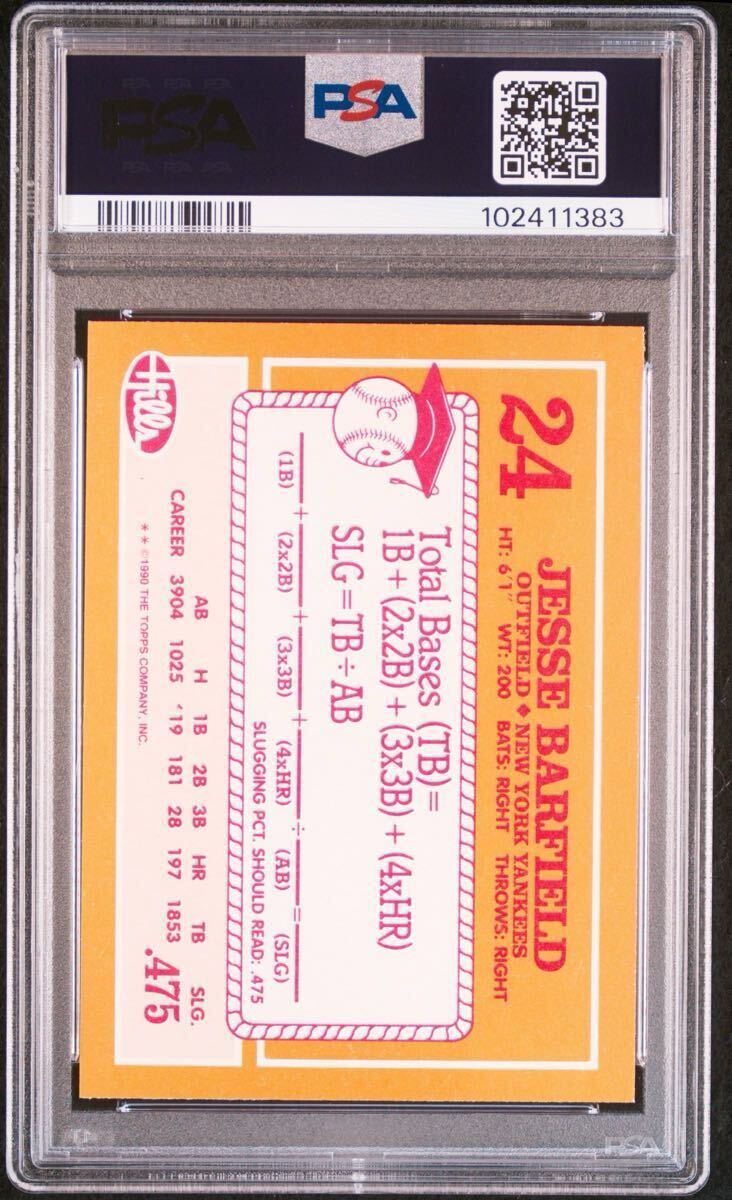 PSA
PSA
102411383
24
JESSE BARFIELD
OUTFIELD ◆ NEW YORK YANKEES
HT: 6'1" WT: 200 BATS: RIGHT THROWS: RIGHT
Total Bases (TB)=
1B + (2x2B) + (3x3B) + (4xHR)
SLG = TB ÷ AB
+ + + ÷ =
(1B) (2x2B) (3x3B) (4xHR) (AB) (SLG)
SLUGGING PCT. SHOULD READ: .475
Hills
AB H 1B 2B 3B HR TB SLG.
CAREER 3904 1025 19 181 28 197 1853 .475
* * ©1990 THE TOPPS COMPANY, INC.
PSA